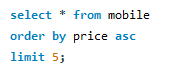 select * from mobile
order by price asc
limit 5;